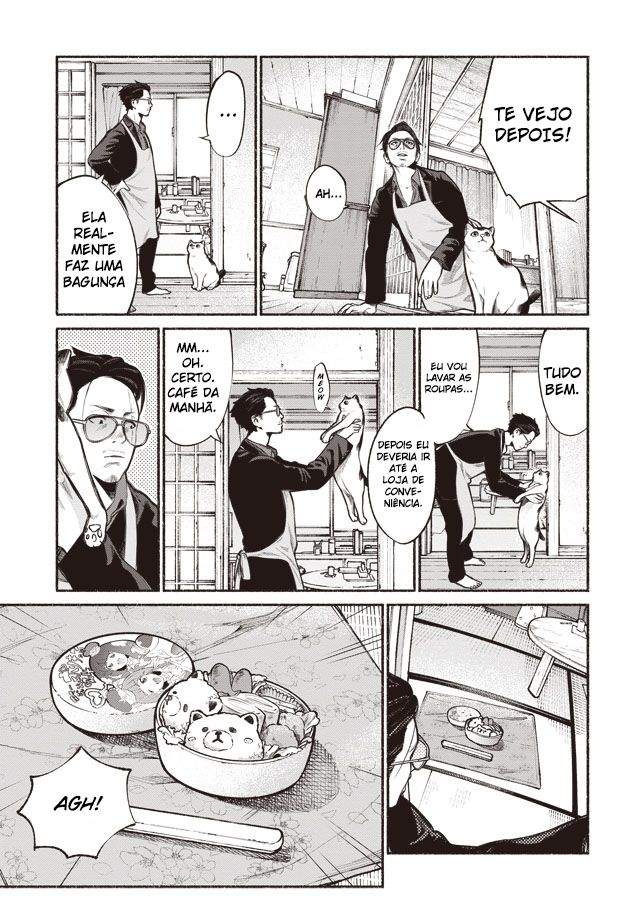 TE VEJO
DEPOIS!
AH...
...
ELA
REAL-
MENTE
FAZ UMA
BAGUNÇA
TUDO
BEM.
EU VOU
LAVAR AS
ROUPAS...
DEPOIS EU
DEVERIA IR
ATÉ A
LOJA DE
CONVE-
NIÊNCIA.
MEOW
MM...
OH.
CERTO.
CAFÉ DA
MANHÃ.
AGH!